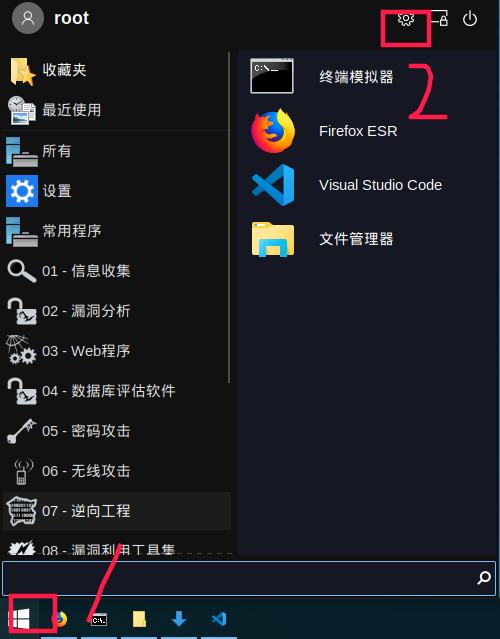 root
收藏夹
最近使用
所有
设置
常用程序
01 - 信息收集
02 - 漏洞分析
03 - Web程序
04 - 数据库评估软件
05 - 密码攻击
06 - 无线攻击
07 - 逆向工程
08 - 漏洞利用工具集
终端模拟器
Firefox ESR
Visual Studio Code
文件管理器
2